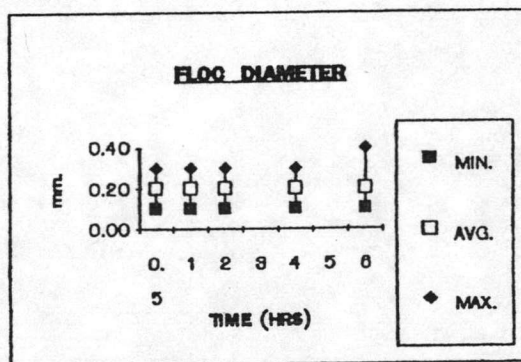 FLOC DIAMETER
mm.
0.40
0.20
0.00
0.5 1 2 3 4 5 6
TIME (HRS)
MIN.
AVG.
MAX.